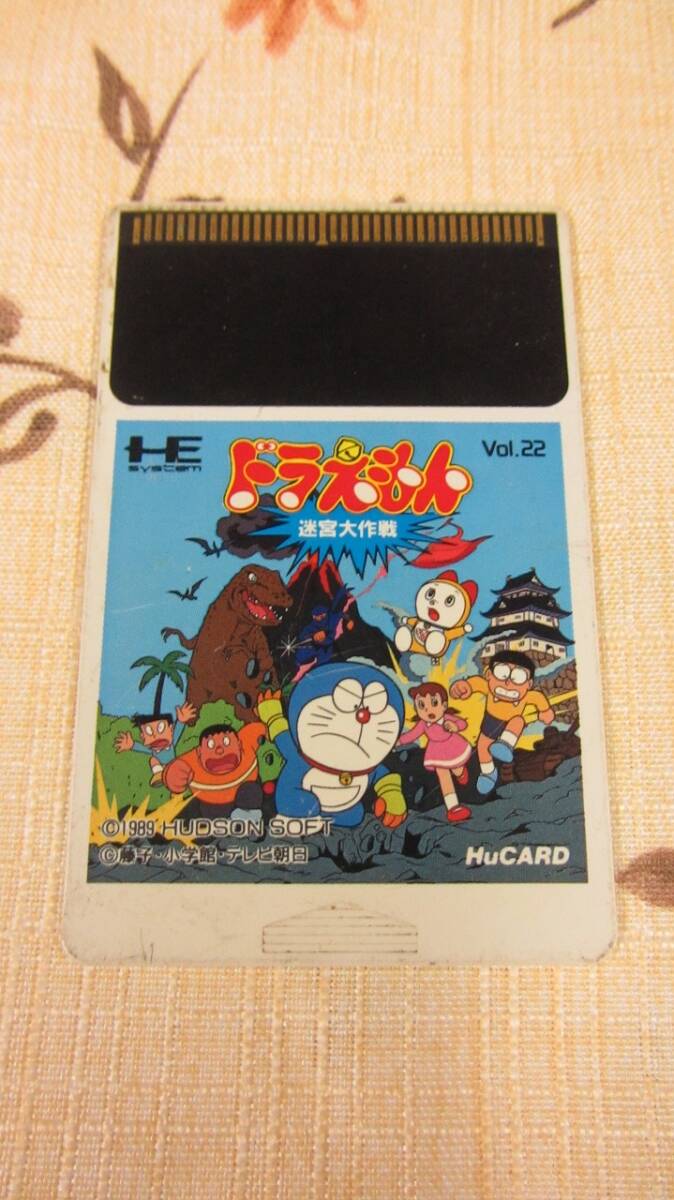 HE system
Vol.22
ドラえもん
迷宮大作戦
©1989 HUDSON SOFT
©藤子・小学館・テレビ朝日
HuCARD